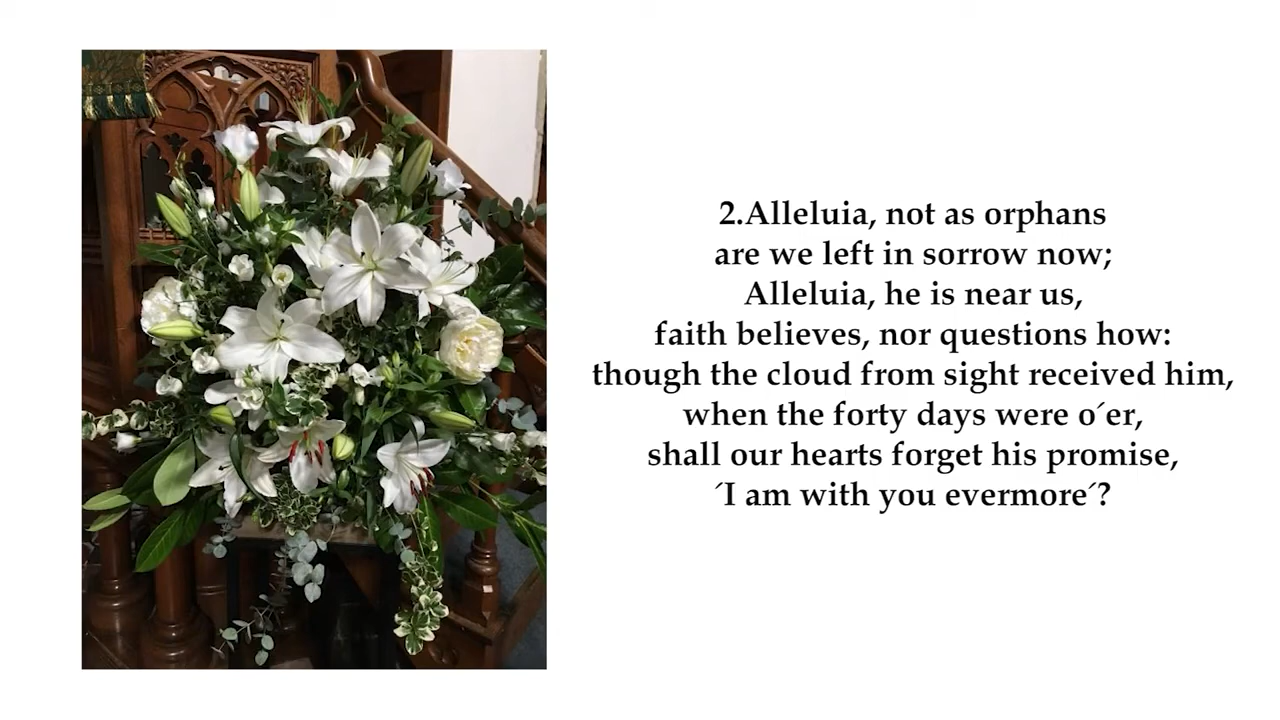 2.Alleluia, not as orphans
are we left in sorrow now;
Alleluia, he is near us,
faith believes, nor questions how:
though the cloud from sight received him,
when the forty days were o´er,
shall our hearts forget his promise,
´I am with you evermore´?